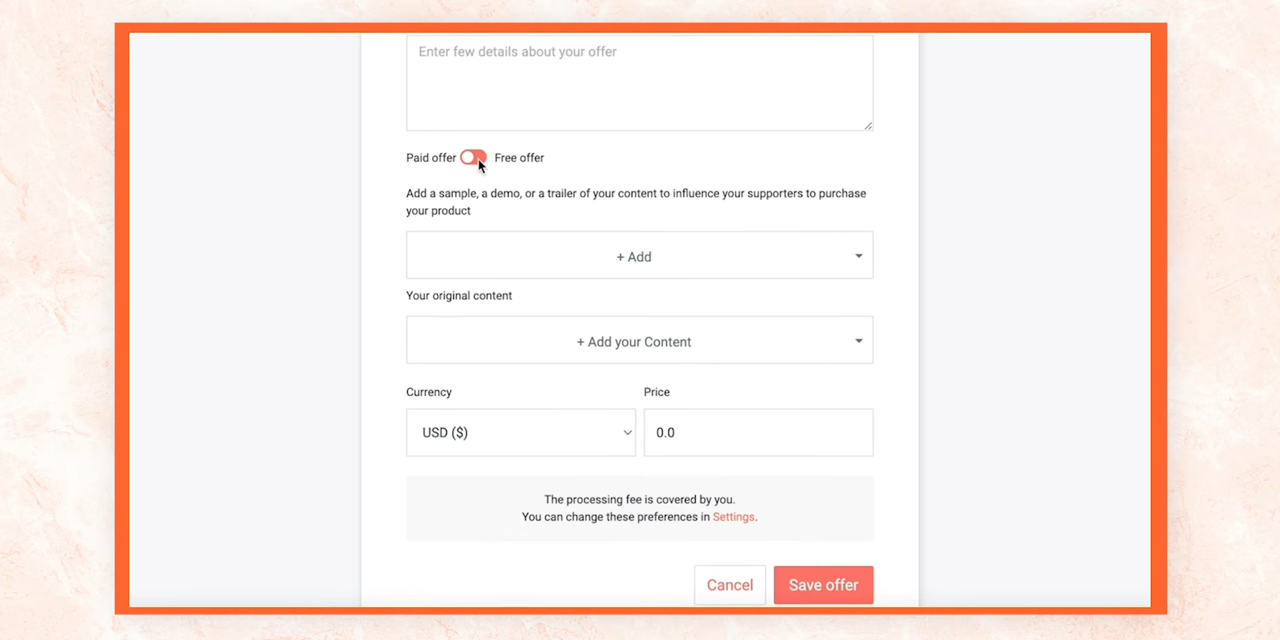 Enter few details about your offer
Paid offer Free offer
Add a sample, a demo, or a trailer of your content to influence your supporters to purchase
your product
+ Add
Your original content
+ Add your Content
Currency Price
USD ($) 0.0
The processing fee is covered by you.
You can change these preferences in Settings.
Cancel Save offer